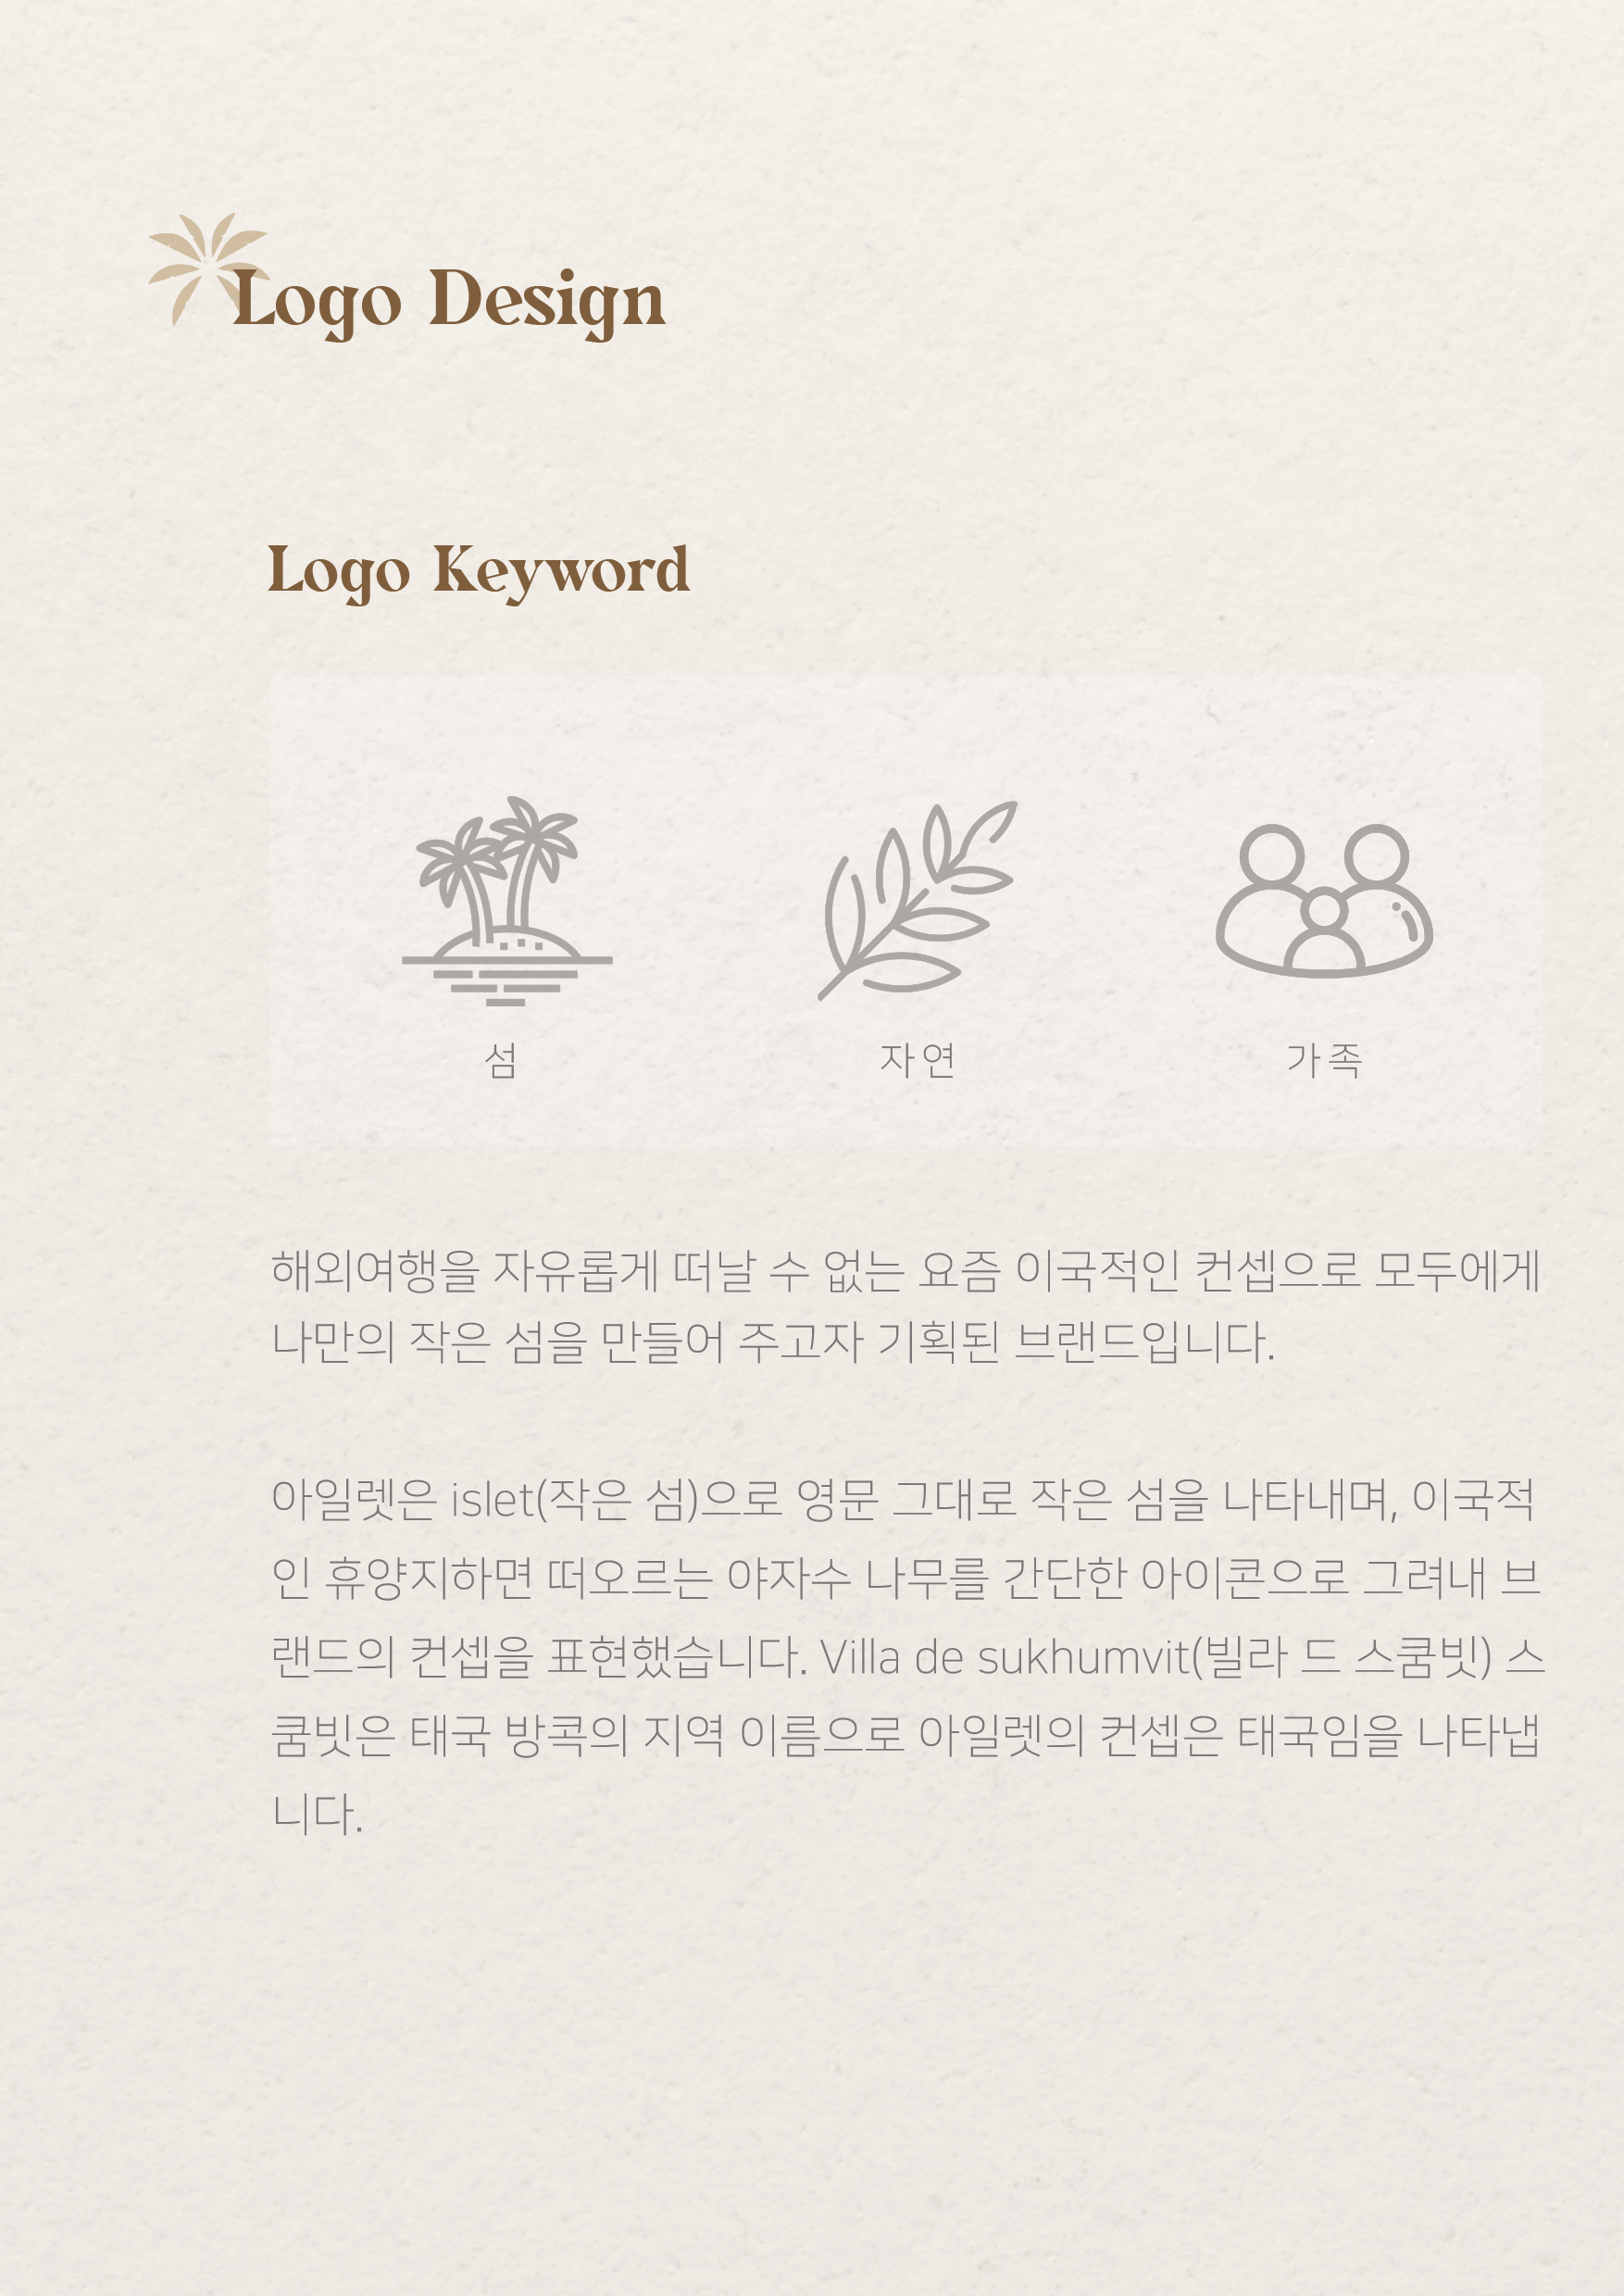 Logo Design
Logo Keyword
섬
자연
가족
해외여행을 자유롭게 떠날 수 없는 요즘 이국적인 컨셉으로 모두에게
나만의 작은 섬을 만들어 주고자 기획된 브랜드입니다.
아일렛은 islet(작은 섬)으로 영문 그대로 작은 섬을 나타내며, 이국적
인 휴양지하면 떠오르는 야자수 나무를 간단한 아이콘으로 그려내 브
랜드의 컨셉을 표현했습니다. Villa de sukhumvit(빌라 드 스쿰빗) 스
쿰빗은 태국 방콕의 지역 이름으로 아일렛의 컨셉은 태국임을 나타냅
니다.